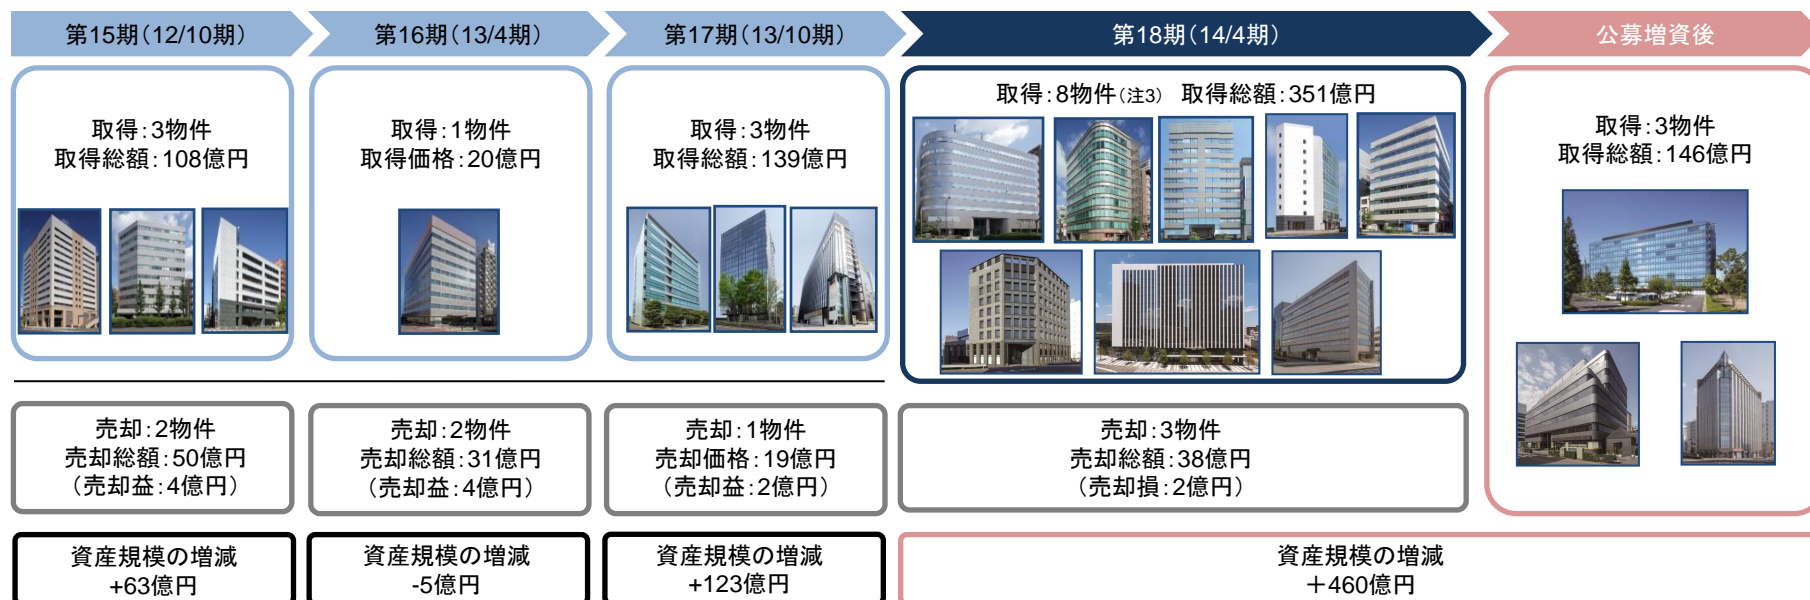 第15期(12/10期)
第16期(13/4期)
第17期(13/10期)
第18期(14/4期)
公募増資後
取得:3物件
取得総額:108億円
取得:1物件
取得価格:20億円
取得:3物件
取得総額:139億円
取得:8物件(注3) 取得総額:351億円
取得:3物件
取得総額:146億円
売却:2物件
売却総額:50億円
(売却益:4億円)
売却:2物件
売却総額:31億円
(売却益:4億円)
売却:1物件
売却価格:19億円
(売却益:2億円)
売却:3物件
売却総額:38億円
(売却損:2億円)
資産規模の増減
+63億円
資産規模の増減
-5億円
資産規模の増減
+123億円
資産規模の増減
+460億円